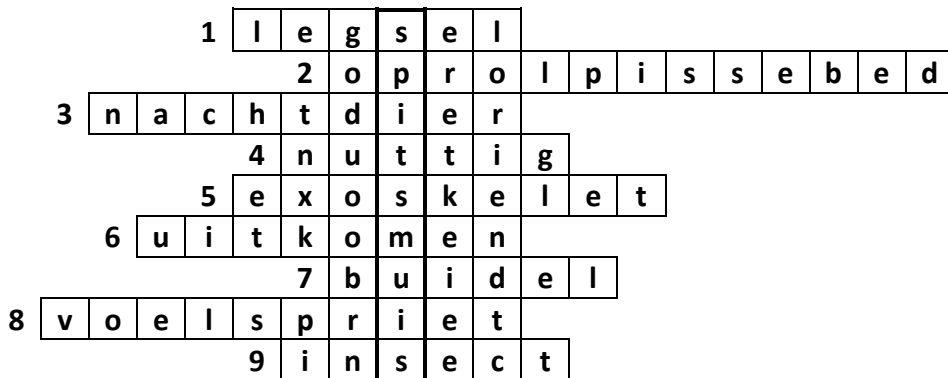 1 legsel
2 oprolpissebed
3 nachtdier
4 nuttig
5 exoskelet
6 uitkomen
7 buidel
8 voelspriet
9 insect